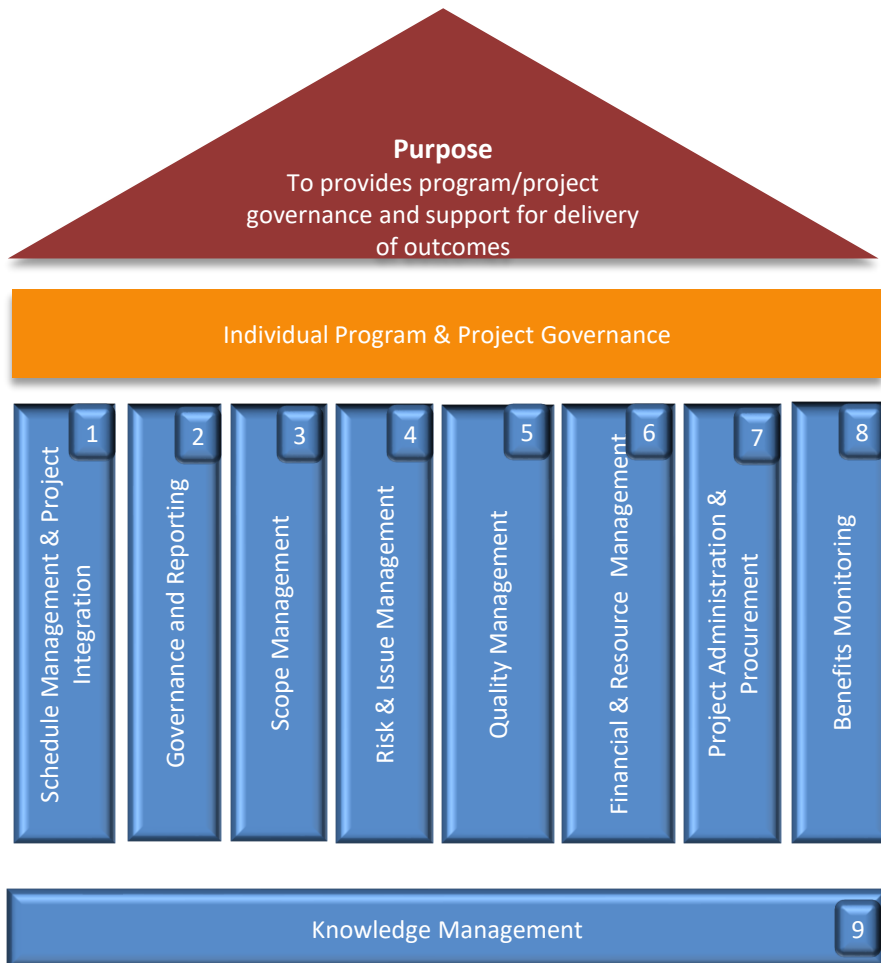 Purpose
To provides program/project
governance and support for delivery
of outcomes
Individual Program & Project Governance
1
Schedule Management & Project
Integration
2
Governance and Reporting
3
Scope Management
4
Risk & Issue Management
5
Quality Management
6
Financial & Resource Management
7
Project Administration &
Procurement
8
Benefits Monitoring
Knowledge Management
9